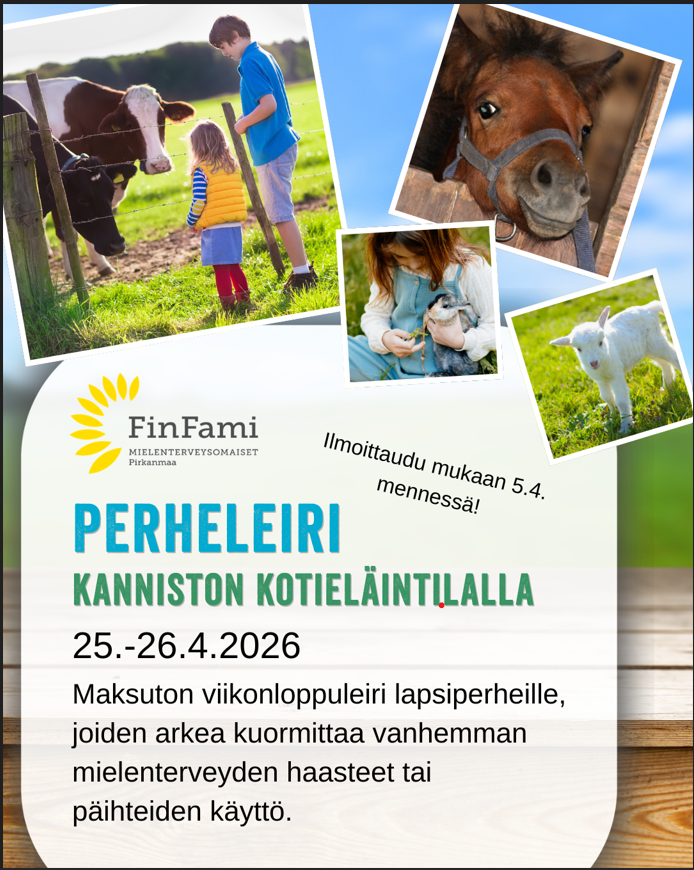 FinFami
MIELENTERVEYSOMAISET
Pirkanmaa
Ilmoittaudu mukaan 5.4.
mennessä!
PERHELEIRI
KANNISTON KOTIELÄINTILALLA
25.-26.4.2026
Maksuton viikonloppuleiri lapsiperheille,
joiden arkea kuormittaa vanhemman
mielenterveyden haasteet tai
päihteiden käyttö.